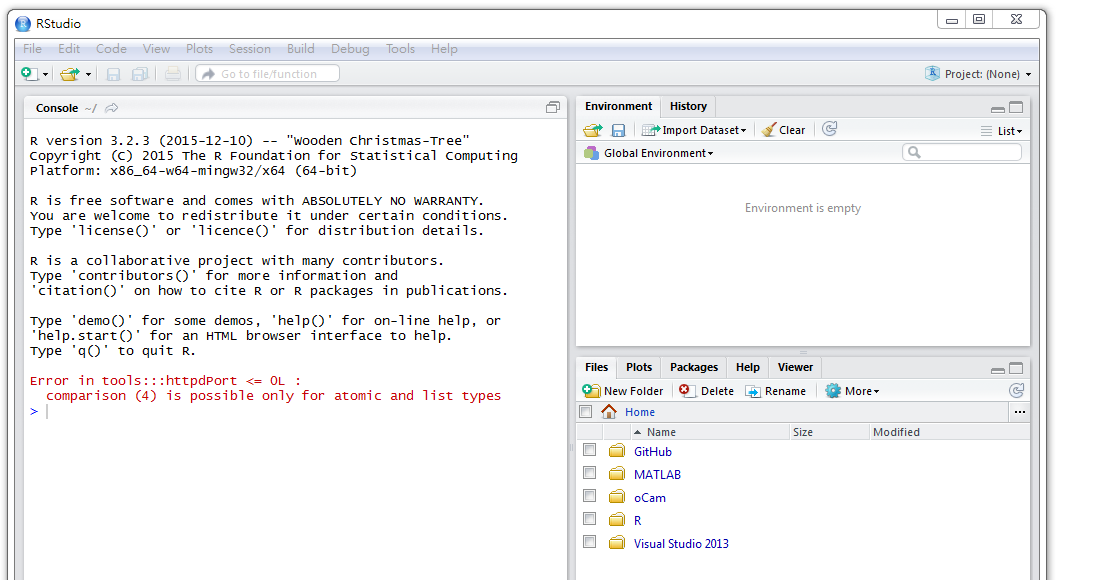 RStudio
File Edit Code View Plots Session Build Debug Tools Help
Go to file/function
Project: (None)
Console ~/
R version 3.2.3 (2015-12-10) -- "Wooden Christmas-Tree"
Copyright (C) 2015 The R Foundation for Statistical Computing
Platform: x86_64-w64-mingw32/x64 (64-bit)
R is free software and comes with ABSOLUTELY NO WARRANTY.
You are welcome to redistribute it under certain conditions.
Type 'license()' or 'licence()' for distribution details.
R is a collaborative project with many contributors.
Type 'contributors()' for more information and
'citation()' on how to cite R or R packages in publications.
Type 'demo()' for some demos, 'help()' for on-line help, or
'help.start()' for an HTML browser interface to help.
Type 'q()' to quit R.
Error in tools:::httpdPort <= 0L :
comparison (4) is possible only for atomic and list types
>
Environment History
Import Dataset Clear List
Global Environment
Environment is empty
Files Plots Packages Help Viewer
New Folder Delete Rename More
Home ...
Name Size Modified
GitHub
MATLAB
oCam
R
Visual Studio 2013